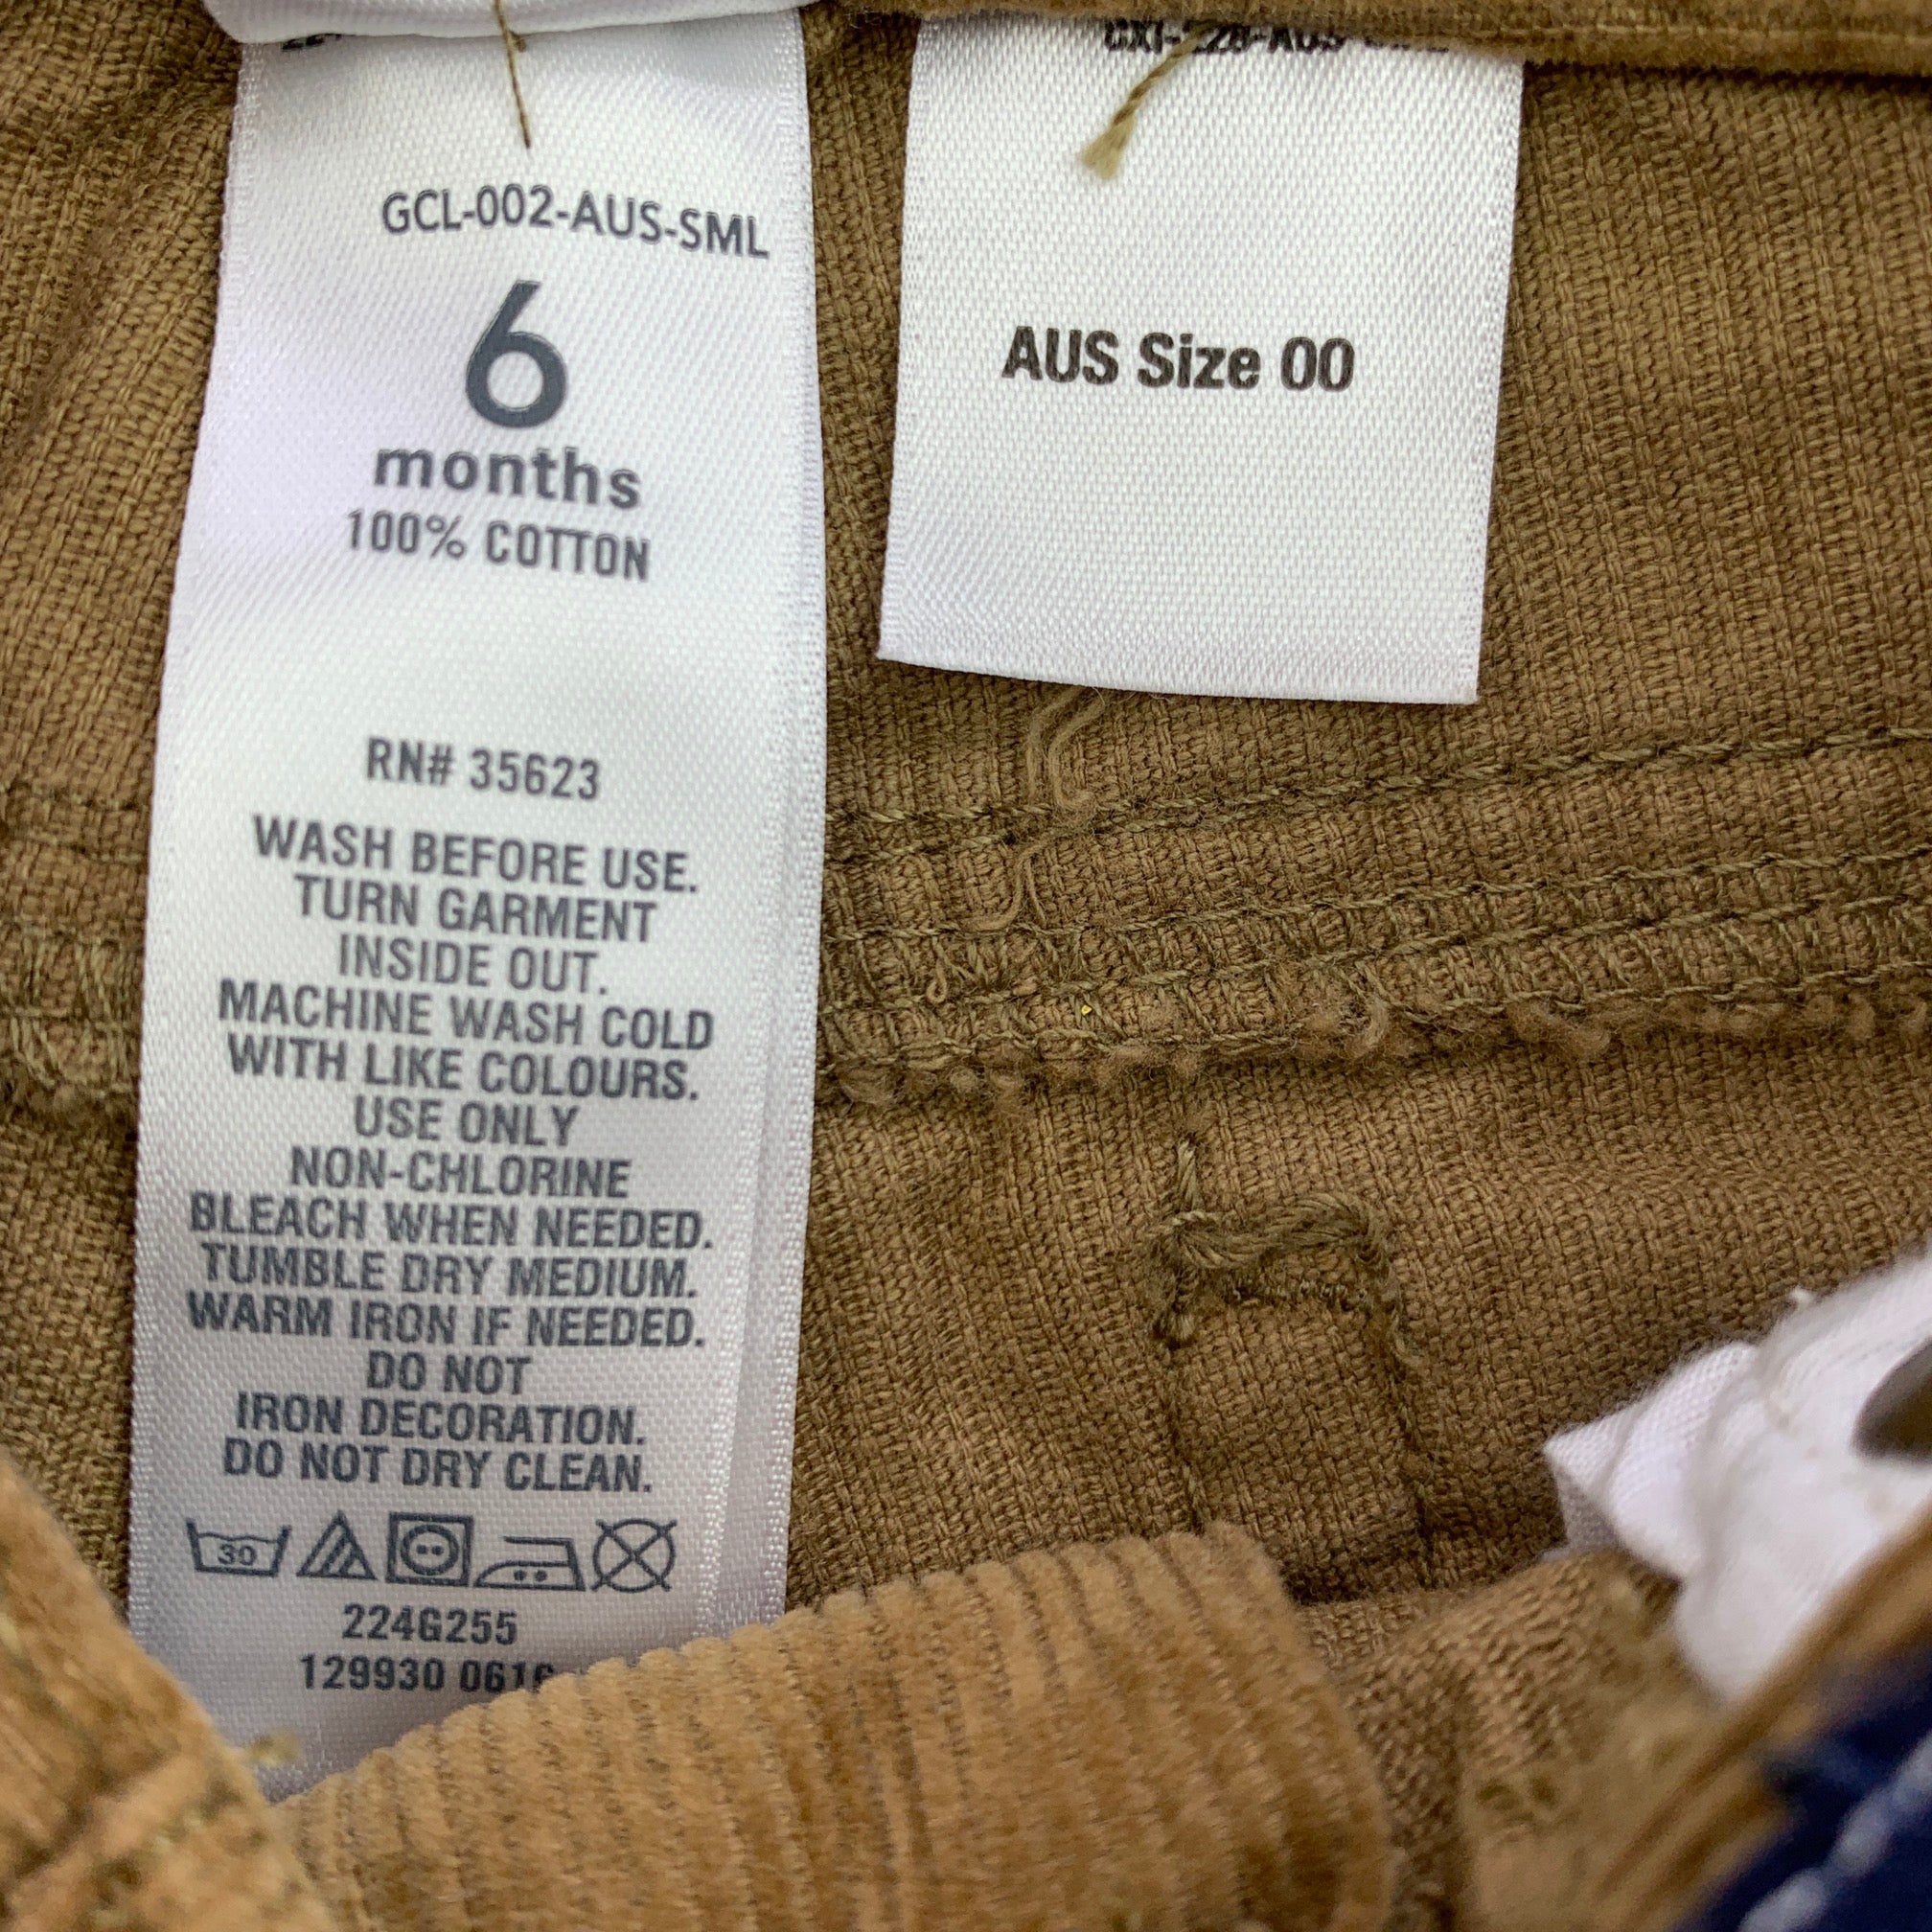 GCL-002-AUS-SML
6
months
100% COTTON
RN# 35623
WASH BEFORE USE.
TURN GARMENT
INSIDE OUT.
MACHINE WASH COLD
WITH LIKE COLOURS.
USE ONLY
NON-CHLORINE
BLEACH WHEN NEEDED.
TUMBLE DRY MEDIUM.
WARM IRON IF NEEDED.
DO NOT
IRON DECORATION.
DO NOT DRY CLEAN.
30
224G255
129930
AUS Size 00